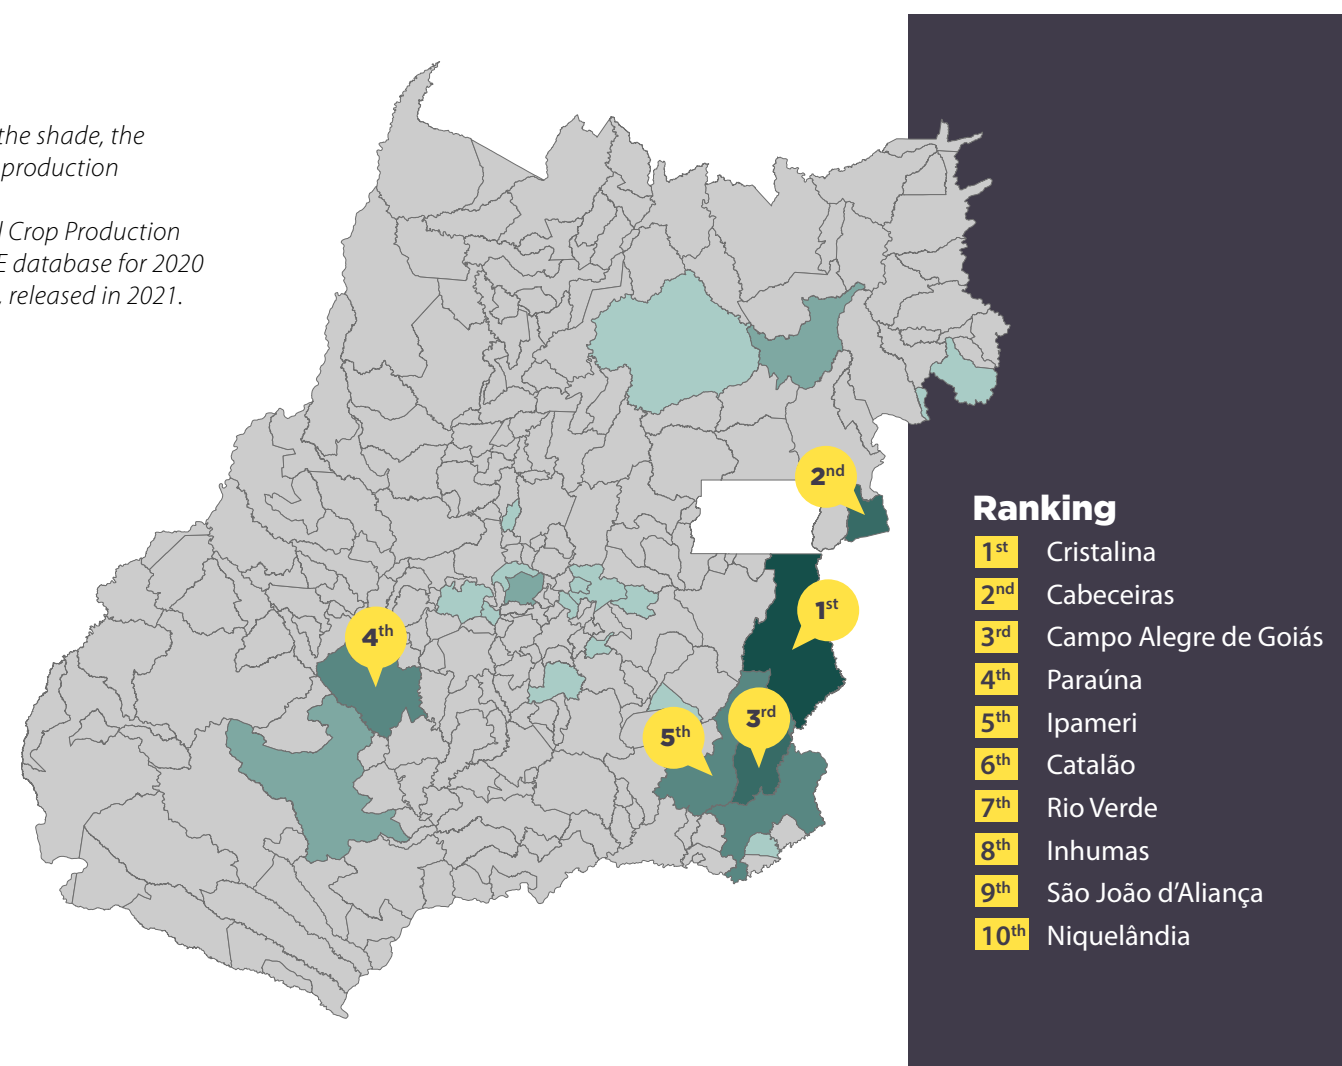 the shade, the
production
Crop Production
E database for 2020
released in 2021.
2nd
1st
4th
3rd
5th
Ranking
1st Cristalina
2nd Cabeceiras
3rd Campo Alegre de Goiás
4th Paraúna
5th Ipameri
6th Catalão
7th Rio Verde
8th Inhumas
9th São João d’Aliança
10th Niquelândia